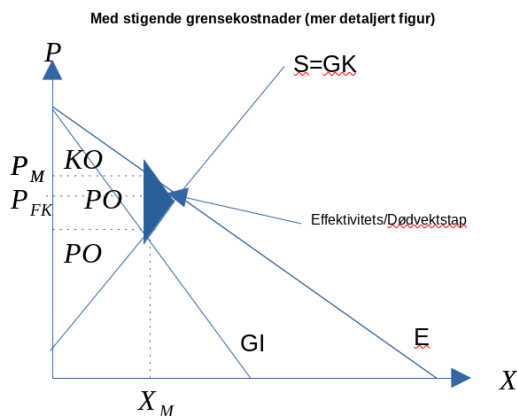 Med stigende grensekostnader (mer detaljert figur)
P
S=GK
KO
P_M
P_FK
PO
Effektivitets/Dødvektstap
PO
GI
E
X
X_M